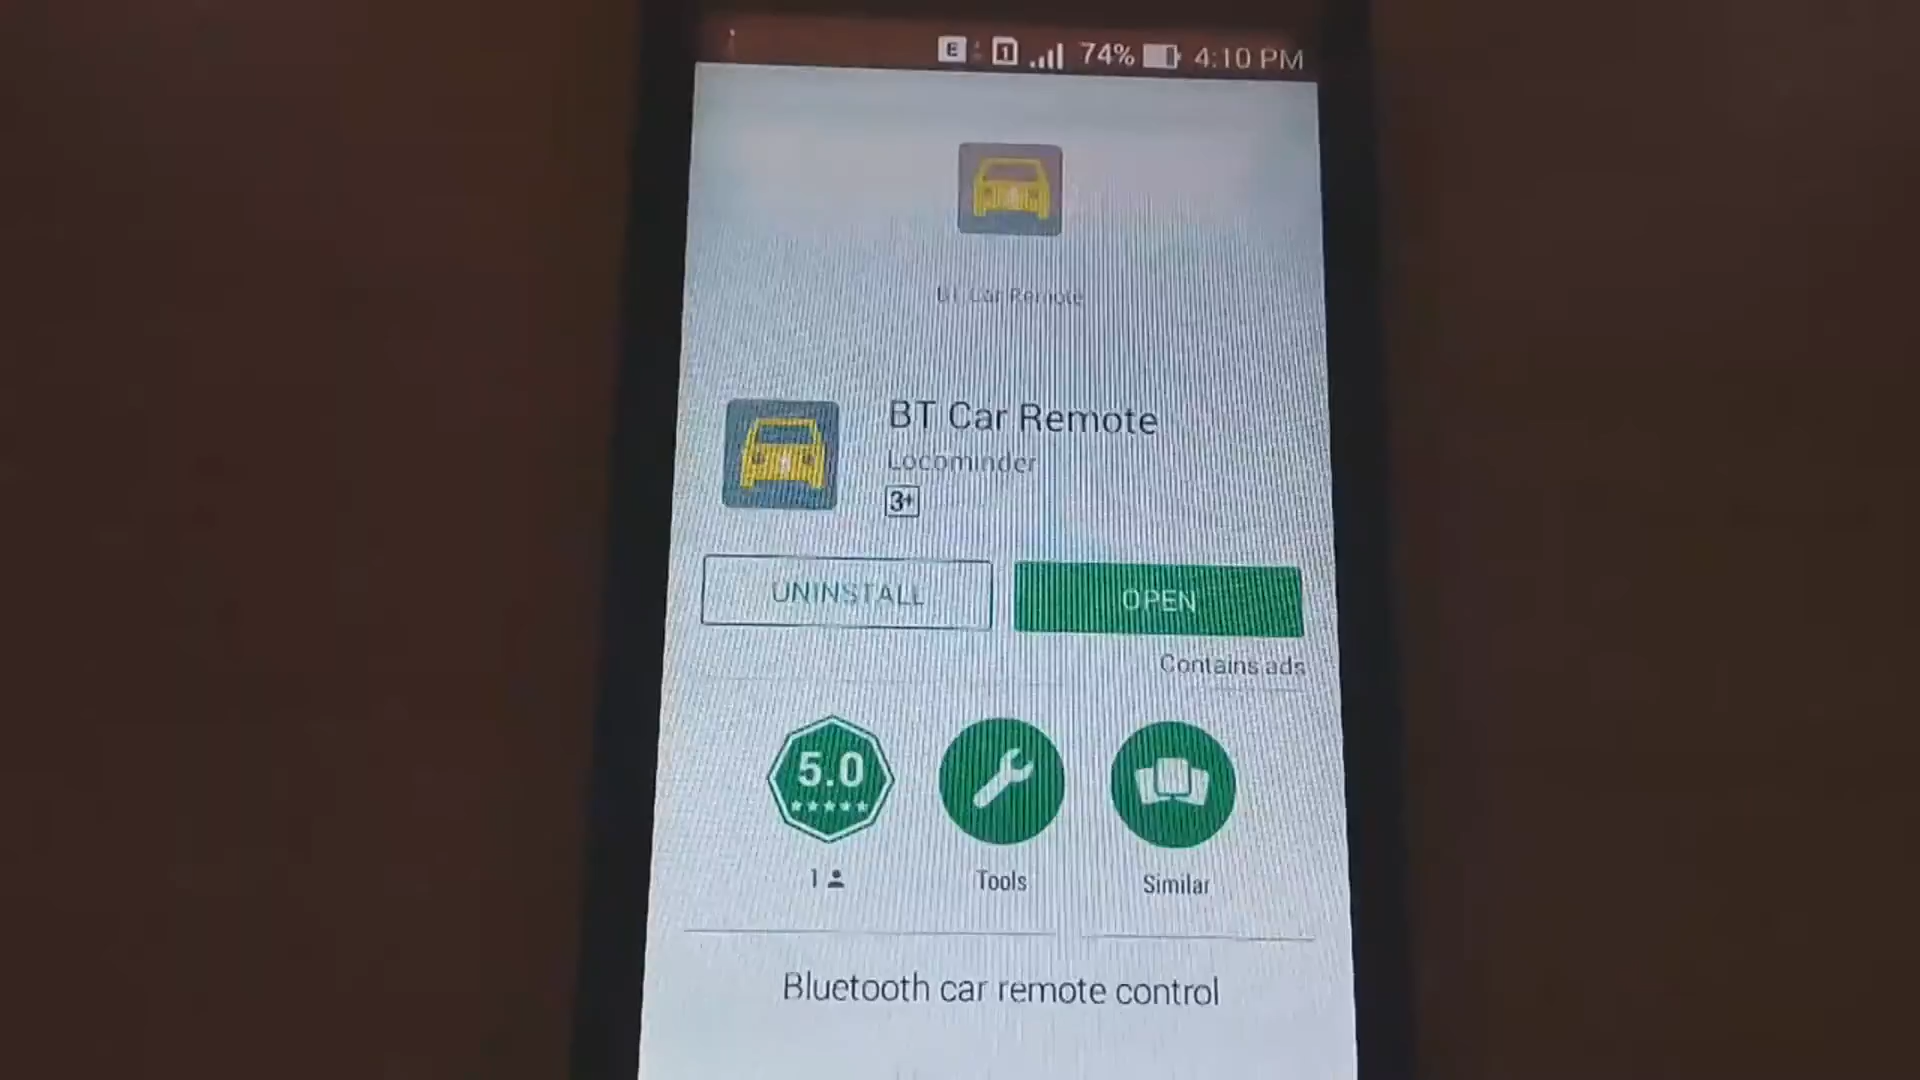 E 1 74% 4:10 PM
BT Car Remote
BT Car Remote
Locominder
3+
UNINSTALL
OPEN
Contains ads
5.0
1
Tools
Similar
Bluetooth car remote control